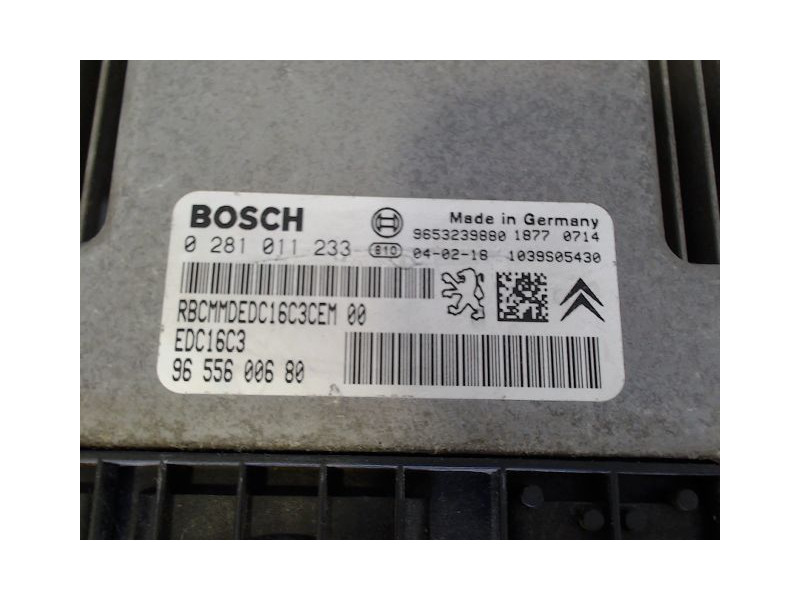 BOSCH
Made in Germany
9653239880 1877 0714
0 281 011 233 810 04-02-18 1039S05430
RBCMMDEDC16C3CEM 00
EDC16C3
96 556 006 80